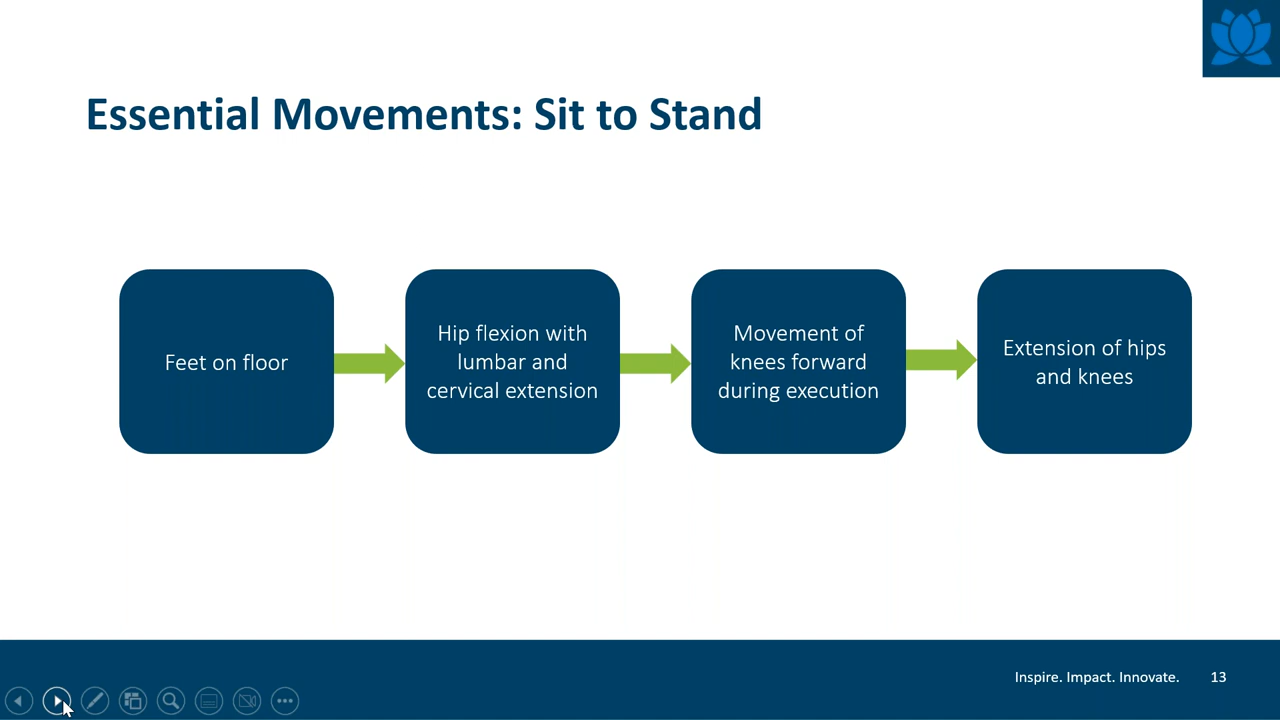 Essential Movements: Sit to Stand
Feet on floor
Hip flexion with
lumbar and
cervical extension
Movement of
knees forward
during execution
Extension of hips
and knees
Inspire. Impact. Innovate.
13